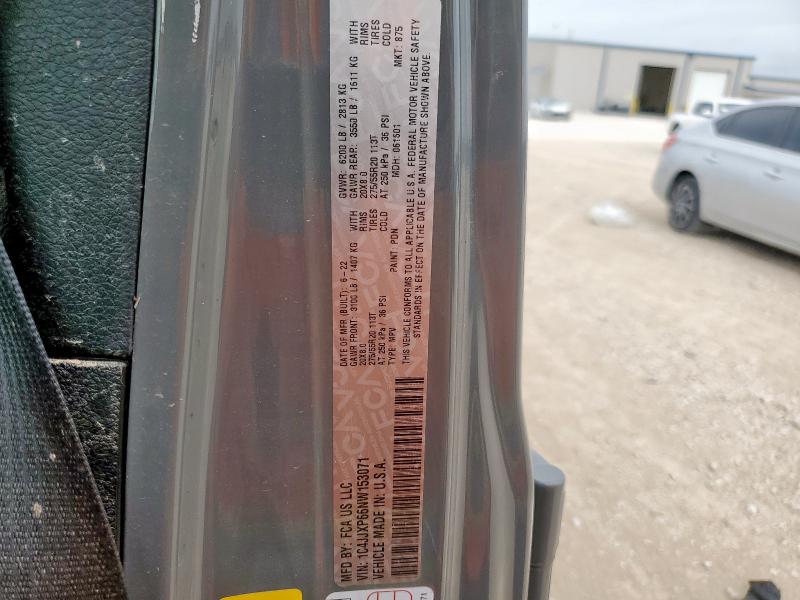 MFD BY: FCA US LLC
DATE OF MFR (BUILT): 6-22
GVWR: 6200 LB / 2813 KG
GAWR FRONT: 3100 LB / 1407 KG WITH
GAWR REAR: 3550 LB / 1611 KG WITH
20X8.0 RIMS
20X8.0 RIMS
275/55R20 113T TIRES
275/55R20 113T TIRES
AT 250 kPa / 36 PSI COLD
AT 250 kPa / 36 PSI COLD
VIN: 1C4JJXP66NW153071
TYPE: MPV PAINT: PDN MDH: 061501 MKT: 875
VEHICLE MADE IN U.S.A.
THIS VEHICLE CONFORMS TO ALL APPLICABLE U.S.A. FEDERAL MOTOR VEHICLE SAFETY
STANDARDS IN EFFECT ON THE DATE OF MANUFACTURE SHOWN ABOVE.
71